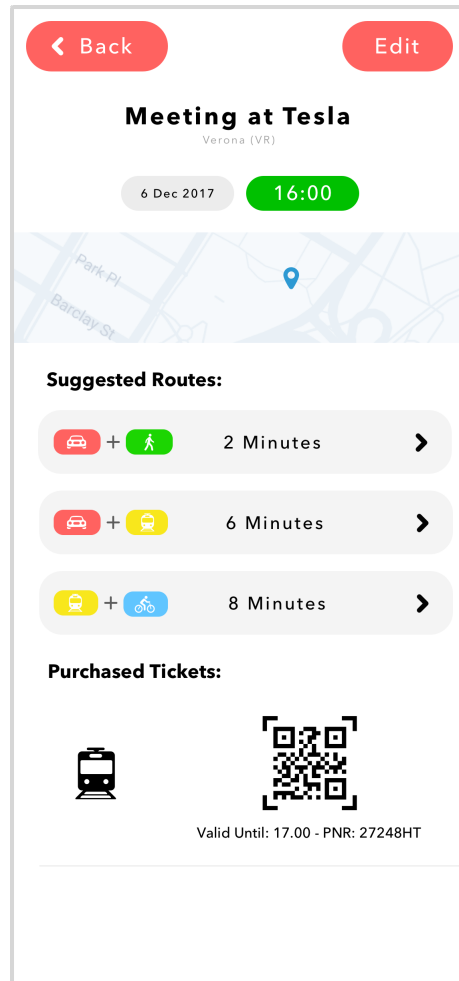 Back
Edit
Meeting at Tesla
Verona (VR)
6 Dec 2017
16:00
Park Pl
Barclay St
Suggested Routes:
+ 2 Minutes
+ 6 Minutes
+ 8 Minutes
Purchased Tickets:
Valid Until: 17.00 - PNR: 27248HT